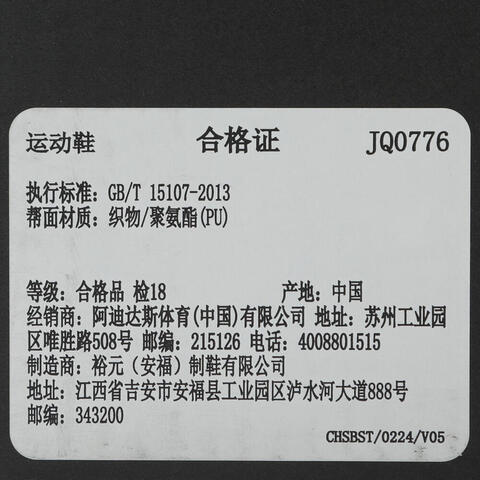 运动鞋 合格证 JQ0776
执行标准: GB/T 15107-2013
帮面材质: 织物/聚氨酯(PU)
等级: 合格品 检18 产地: 中国
经销商: 阿迪达斯体育(中国)有限公司 地址: 苏州工业园
区唯胜路508号 邮编: 215126 电话: 4008801515
制造商: 裕元（安福）制鞋有限公司
地址: 江西省吉安市安福县工业园区泸水河大道888号
邮编: 343200
CHSBST/0224/V05